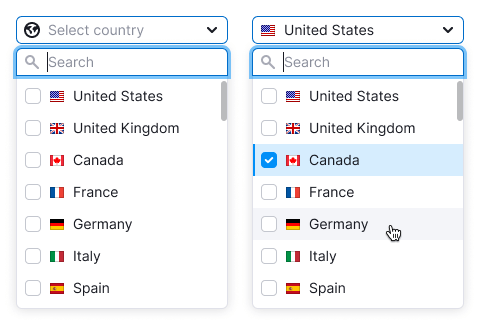 Select country
Search
United States
United Kingdom
Canada
France
Germany
Italy
Spain
United States
Search
United States
United Kingdom
Canada
France
Germany
Italy
Spain